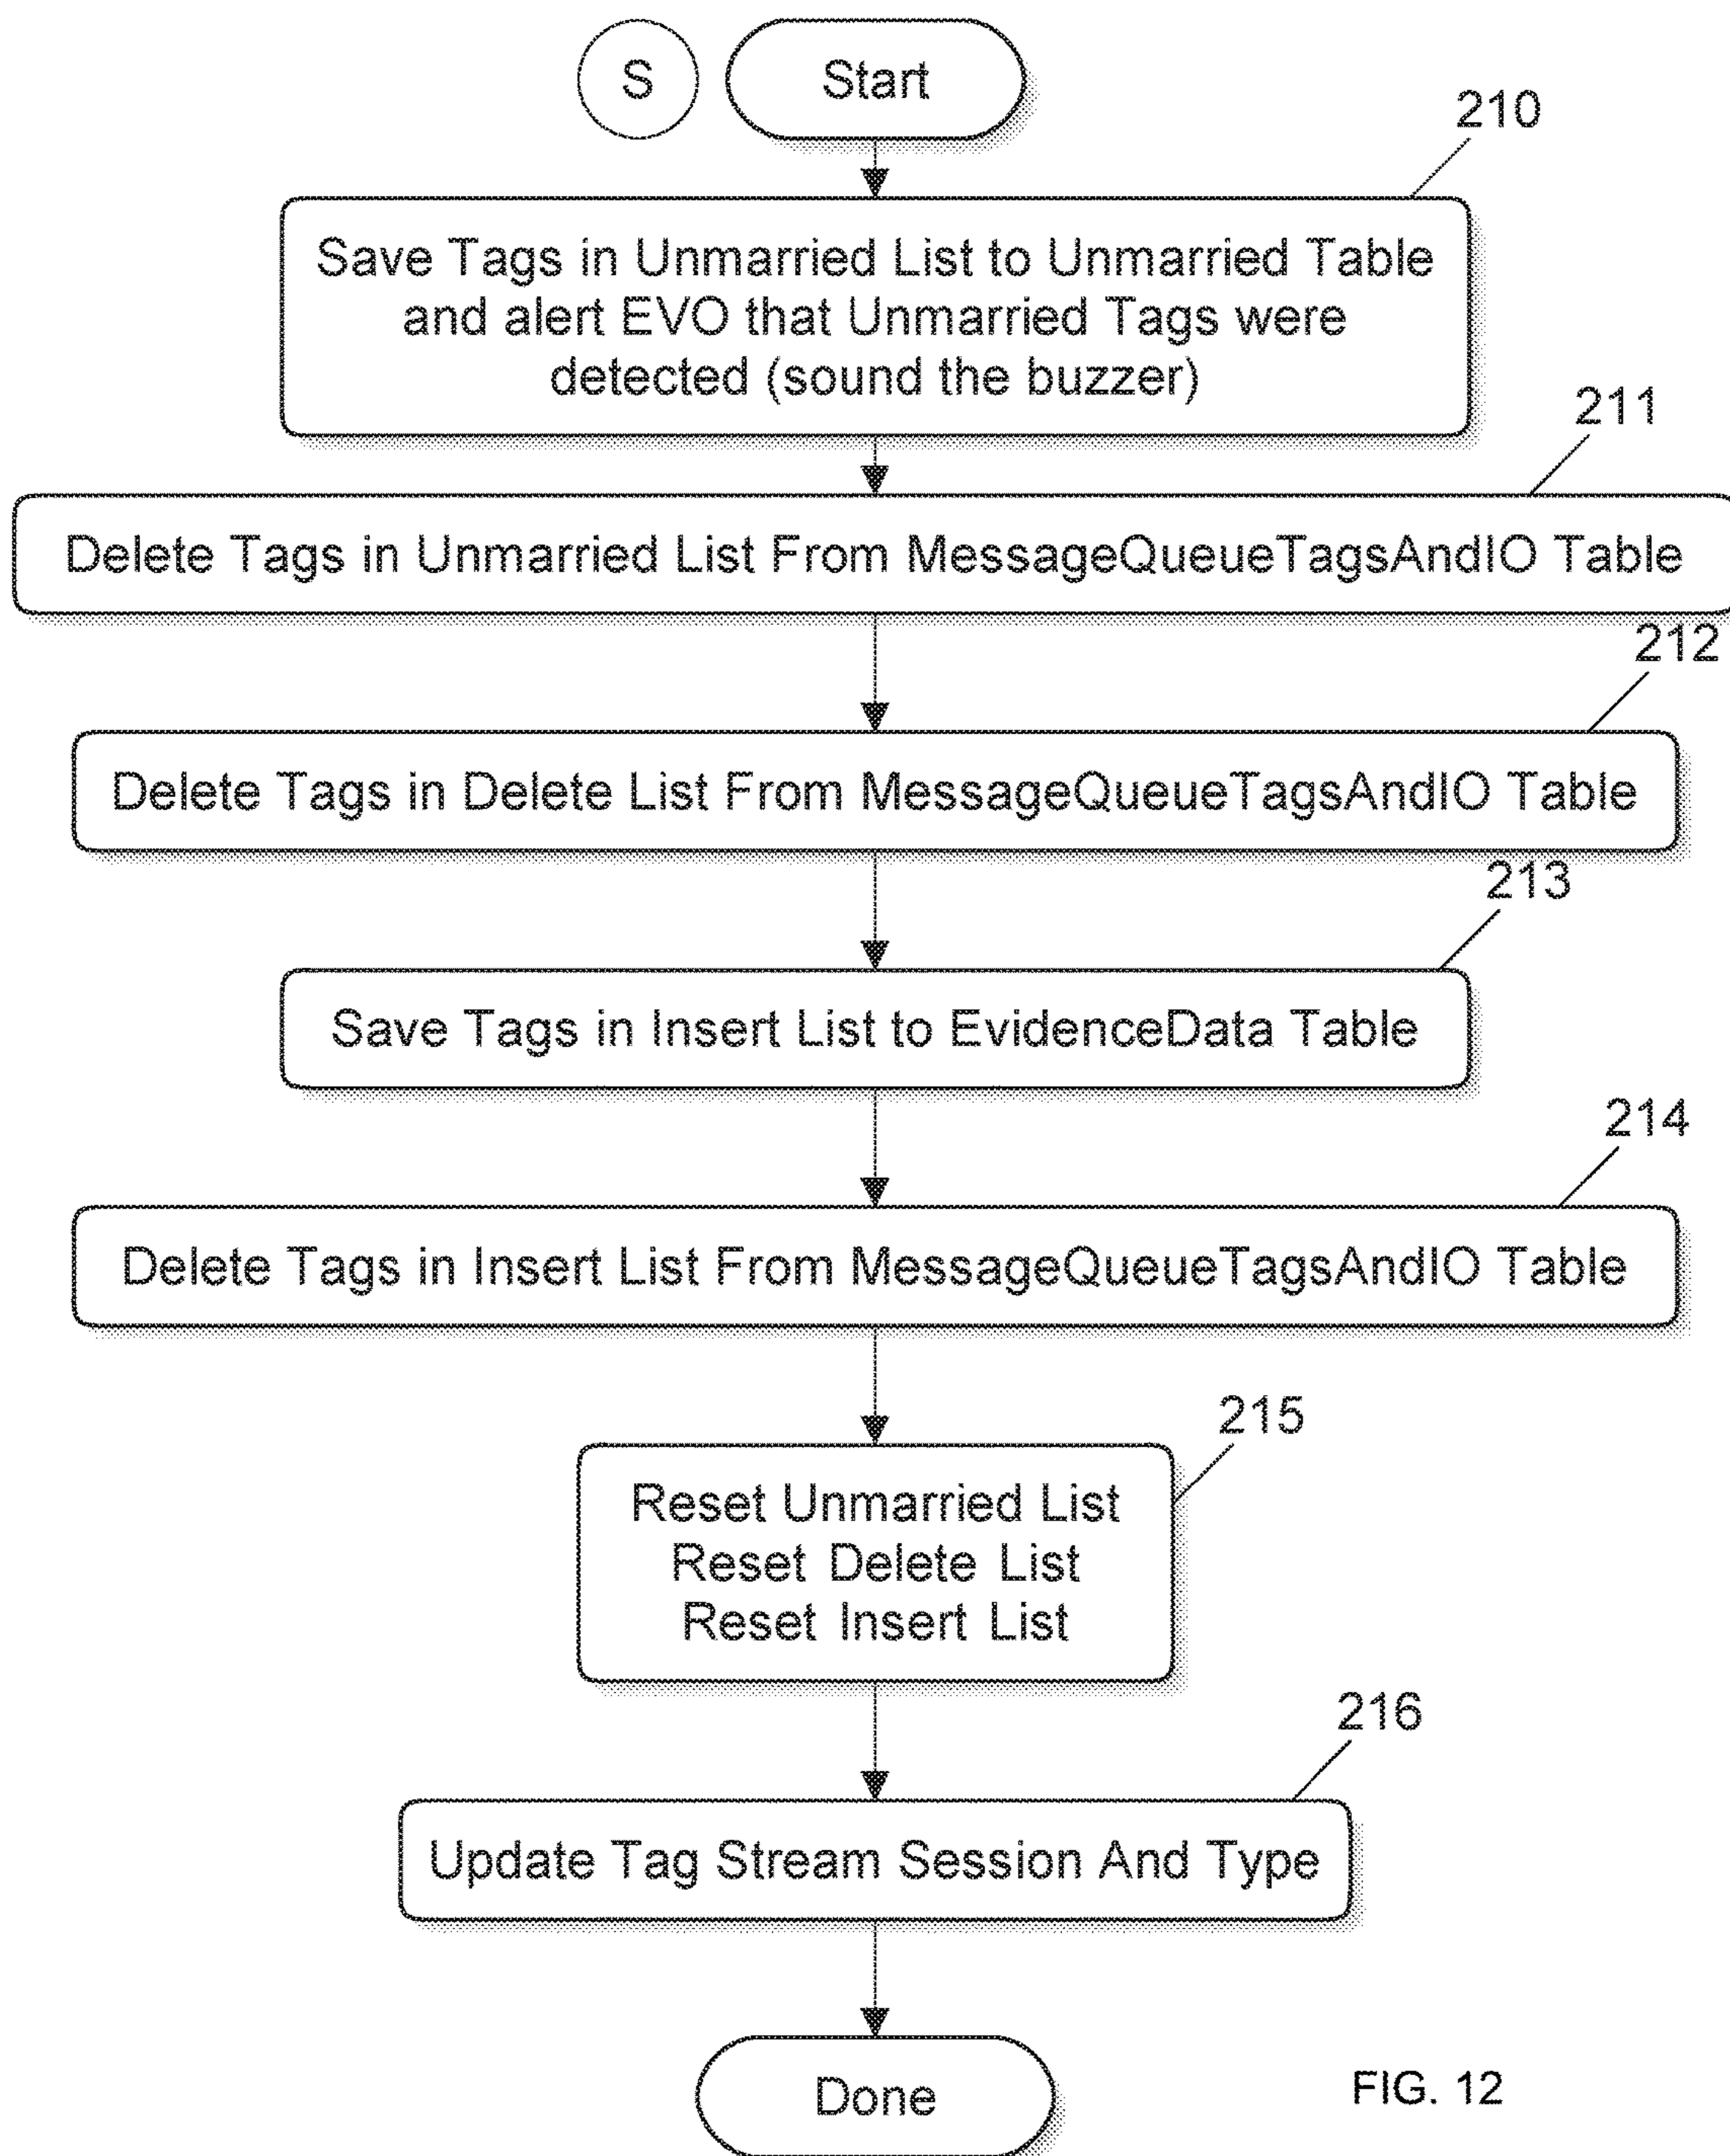 S
Start
210
Save Tags in Unmarried List to Unmarried Table
and alert EVO that Unmarried Tags were
detected (sound the buzzer)
211
Delete Tags in Unmarried List From MessageQueueTagsAndIO Table
212
Delete Tags in Delete List From MessageQueueTagsAndIO Table
213
Save Tags in Insert List to EvidenceData Table
214
Delete Tags in Insert List From MessageQueueTagsAndIO Table
215
Reset Unmarried List
Reset Delete List
Reset Insert List
216
Update Tag Stream Session And Type
Done
FIG. 12